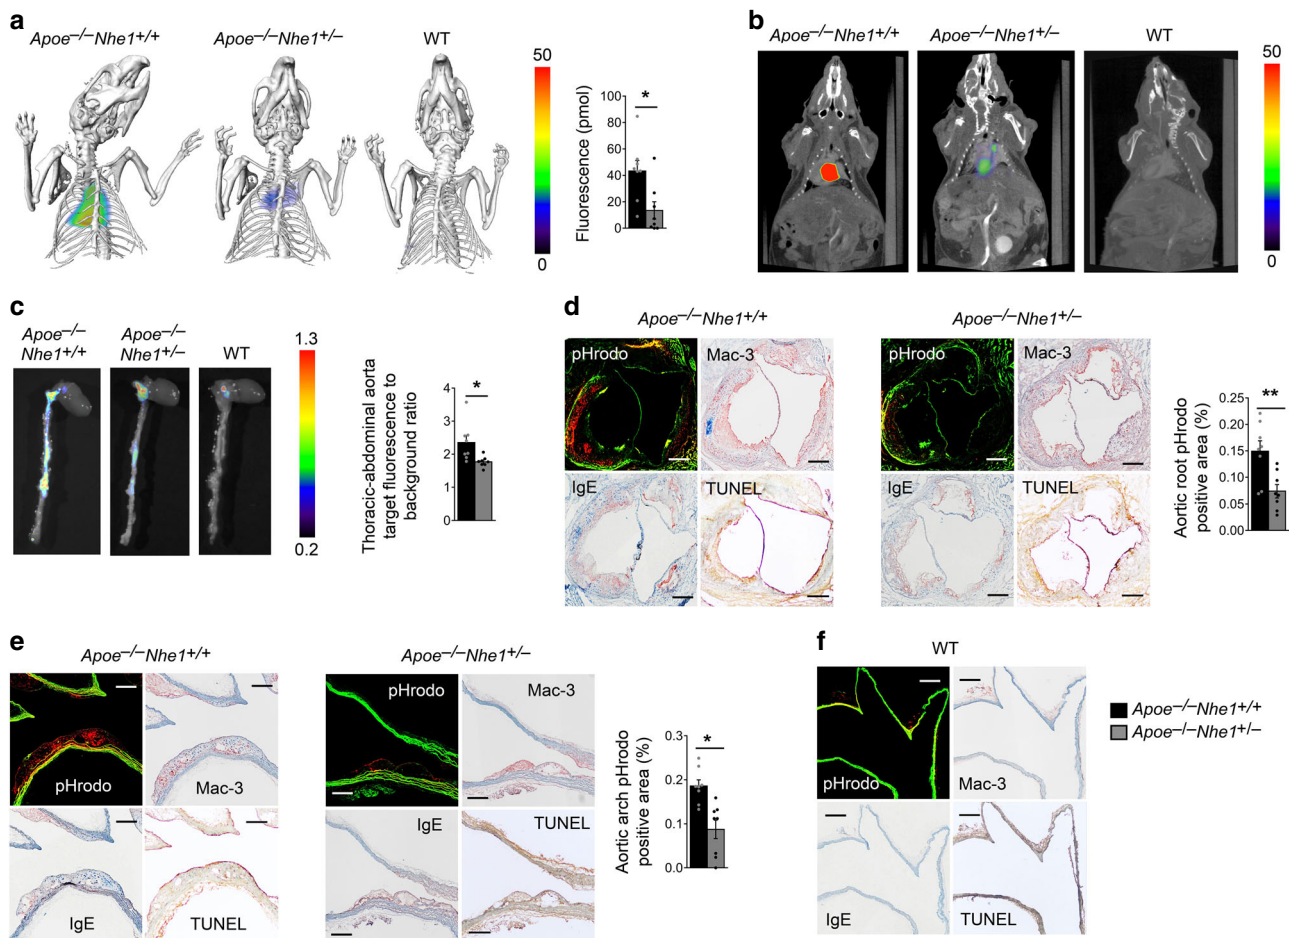 a
Apoe–/–Nhe1+/+
Apoe–/–Nhe1+/–
WT
50
0
Fluorescence (pmol)
100
80
60
40
20
0
*
b
Apoe–/–Nhe1+/+
Apoe–/–Nhe1+/–
WT
50
0
c
Apoe–/–
Nhe1+/+
Apoe–/–
Nhe1+/–
WT
1.3
0.2
Thoracic-abdominal aorta
target fluorescence to
background ratio
4
3
2
1
0
*
d
Apoe–/–Nhe1+/+
Apoe–/–Nhe1+/–
pHrodo
Mac-3
IgE
TUNEL
pHrodo
Mac-3
IgE
TUNEL
Aortic root pHrodo
positive area (%)
0.25
0.20
0.15
0.10
0.05
0.00
**
e
Apoe–/–Nhe1+/+
Apoe–/–Nhe1+/–
pHrodo
Mac-3
IgE
TUNEL
pHrodo
Mac-3
IgE
TUNEL
Aortic arch pHrodo
positive area (%)
0.3
0.2
0.1
0.0
*
f
WT
pHrodo
Mac-3
IgE
TUNEL
Apoe–/–Nhe1+/+
Apoe–/–Nhe1+/–